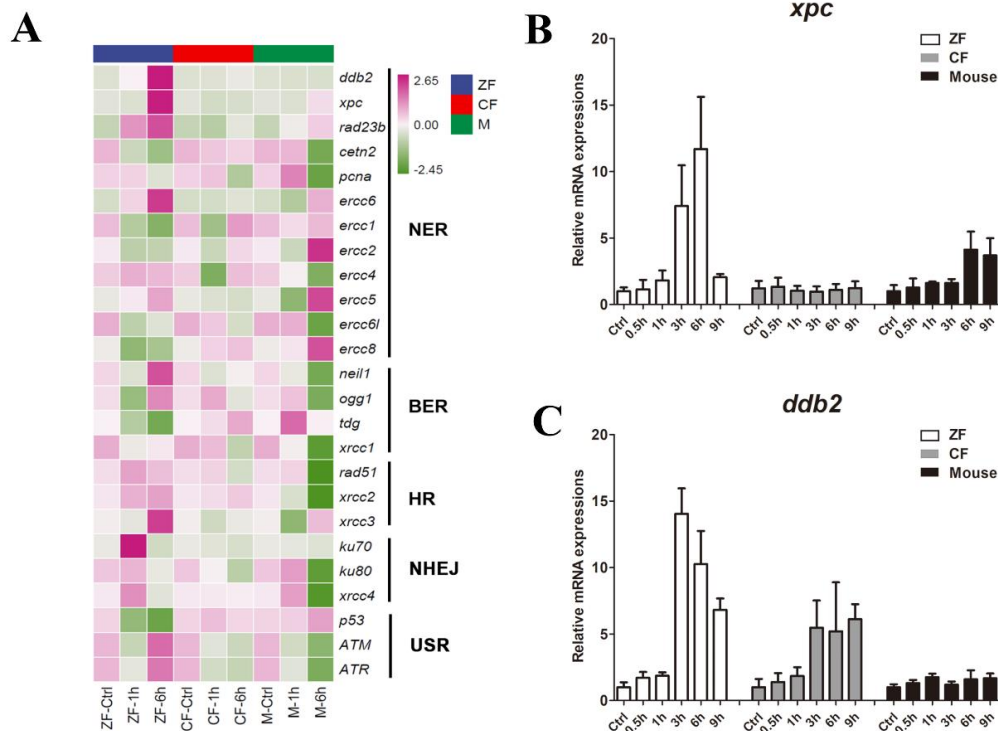 A
ddb2
xpc
rad23b
cetn2
pcna
ercc6
ercc1
ercc2
ercc4
ercc5
ercc6l
ercc8
neil1
ogg1
tdg
xrcc1
rad51
xrcc2
xrcc3
ku70
ku80
xrcc4
p53
ATM
ATR
NER
BER
HR
NHEJ
USR
2.65
0.00
-2.45
ZF
CF
M
ZF-Ctrl
ZF-1h
ZF-6h
CF-Ctrl
CF-1h
CF-6h
M-Ctrl
M-1h
M-6h
B
xpc
Relative mRNA expressions
20
15
10
5
0
ZF
CF
Mouse
Ctrl 0.5h 1h 3h 6h 9h Ctrl 0.5h 1h 3h 6h 9h Ctrl 0.5h 1h 3h 6h 9h
C
ddb2
Relative mRNA expressions
20
15
10
5
0
ZF
CF
Mouse
Ctrl 0.5h 1h 3h 6h 9h Ctrl 0.5h 1h 3h 6h 9h Ctrl 0.5h 1h 3h 6h 9h